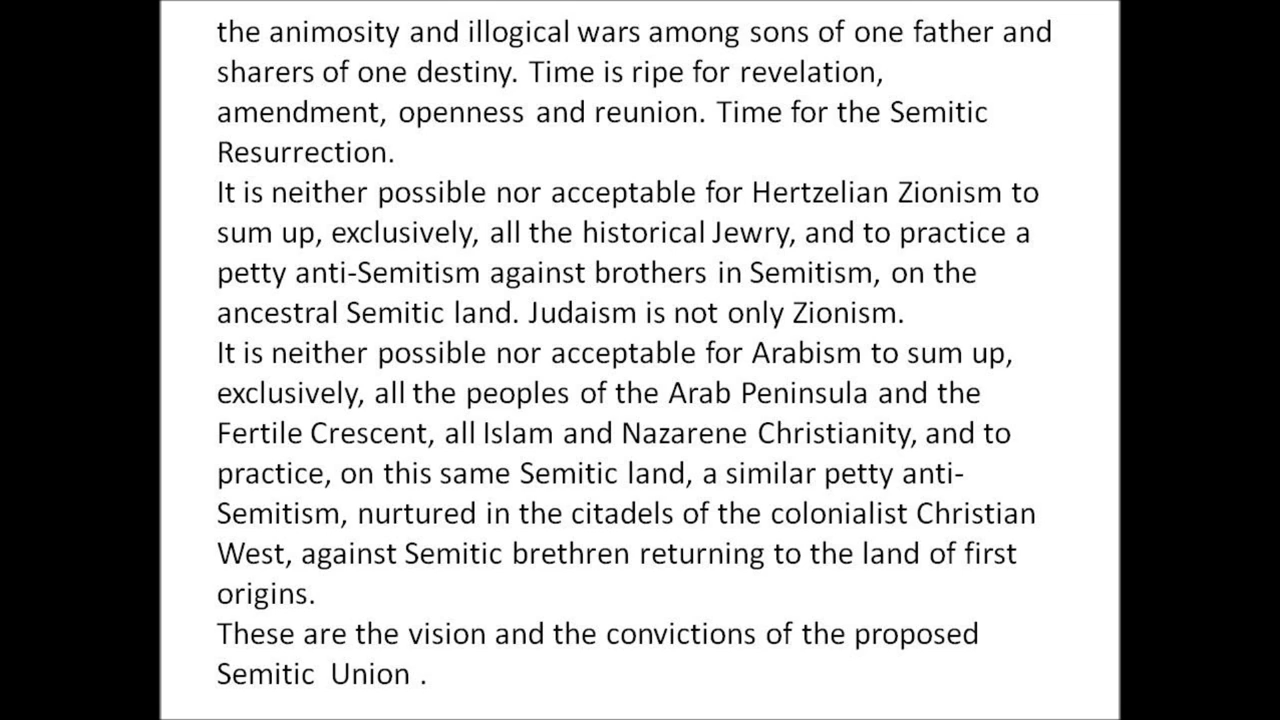 the animosity and illogical wars among sons of one father and
sharers of one destiny. Time is ripe for revelation,
amendment, openness and reunion. Time for the Semitic
Resurrection.
It is neither possible nor acceptable for Hertzelian Zionism to
sum up, exclusively, all the historical Jewry, and to practice a
petty anti-Semitism against brothers in Semitism, on the
ancestral Semitic land. Judaism is not only Zionism.
It is neither possible nor acceptable for Arabism to sum up,
exclusively, all the peoples of the Arab Peninsula and the
Fertile Crescent, all Islam and Nazarene Christianity, and to
practice, on this same Semitic land, a similar petty anti-
Semitism, nurtured in the citadels of the colonialist Christian
West, against Semitic brethren returning to the land of first
origins.
These are the vision and the convictions of the proposed
Semitic  Union .